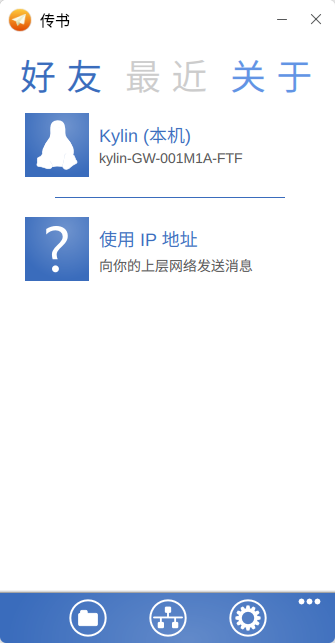 传书
好友 最近 关于
Kylin (本机)
kylin-GW-001M1A-FTF
?
使用 IP 地址
向你的上层网络发送消息